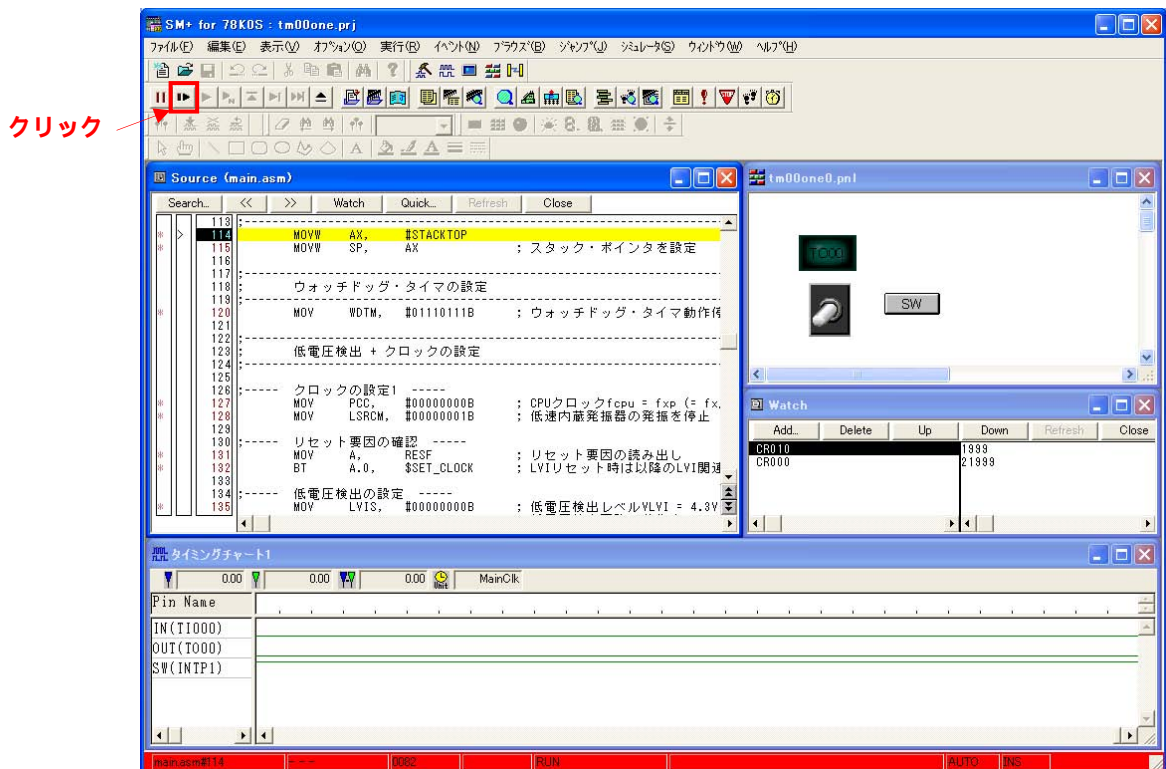 SM+ for 78K0S : tm00one.prj
ファイル(F) 編集(E) 表示(V) オプション(O) 実行(R) イベント(N) ブラウズ(B) ジャンプ(J) シミュレータ(S) ウィンドウ(W) ヘルプ(H)
クリック
Source (main.asm)
Search... << >> Watch Quick... Refresh Close
113 ;----------------------------------------------------------------
114 MOVW AX, #STACKTOP
115 MOVW SP, AX ; スタック・ポインタを設定
116
117 ;----------------------------------------------------------------
118 ; ウォッチドッグ・タイマの設定
119 ;----------------------------------------------------------------
120 MOV WDTM, #01110111B ; ウォッチドッグ・タイマ動作停
121
122 ;----------------------------------------------------------------
123 ; 低電圧検出 + クロックの設定
124 ;----------------------------------------------------------------
125
126 ;----- クロックの設定1 -----
127 MOV PCC, #00000000B ; CPUクロックfcpu = fxp (= fx.
128 MOV LSRCM, #00000001B ; 低速内蔵発振器の発振を停止
129
130 ;----- リセット要因の確認 -----
131 MOV A, RESF ; リセット要因の読み出し
132 BT A.0, $SET_CLOCK ; LVIリセット時は以降のLVI関連
133
134 ;----- 低電圧検出の設定 -----
135 MOV LVIS, #00000000B ; 低電圧検出レベルVLVI = 4.3V
tm00one0.pnl
TO00
SW
Watch
Add... Delete Up Down Refresh Close
CR010 1999
CR000 21999
タイミングチャート1
0.00 0.00 0.00 Unit MainClk
Pin Name
IN(TI000)
OUT(TO00)
SW(INTP1)
main.asm#114 --- 0082 RUN AUTO INS